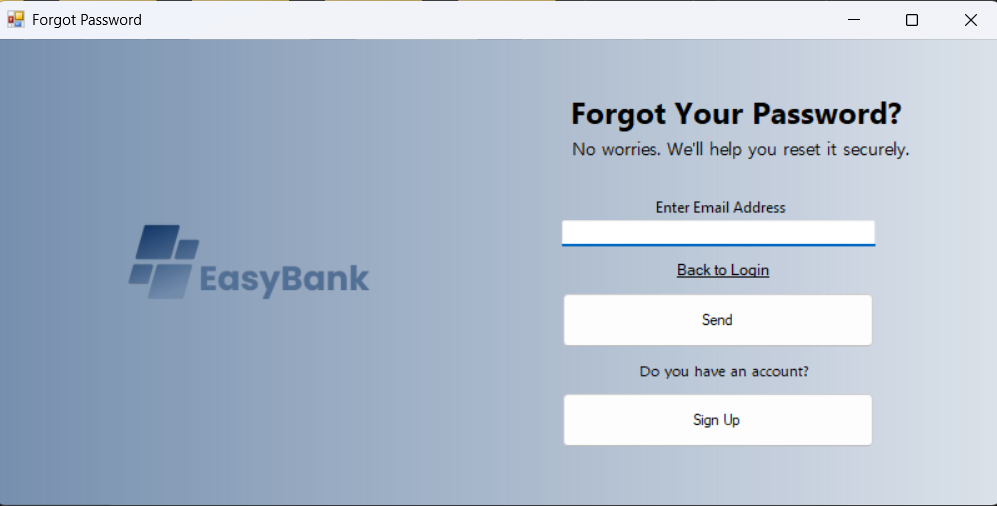 Forgot Password
Forgot Your Password?
No worries. We'll help you reset it securely.
Enter Email Address
EasyBank
Back to Login
Send
Do you have an account?
Sign Up